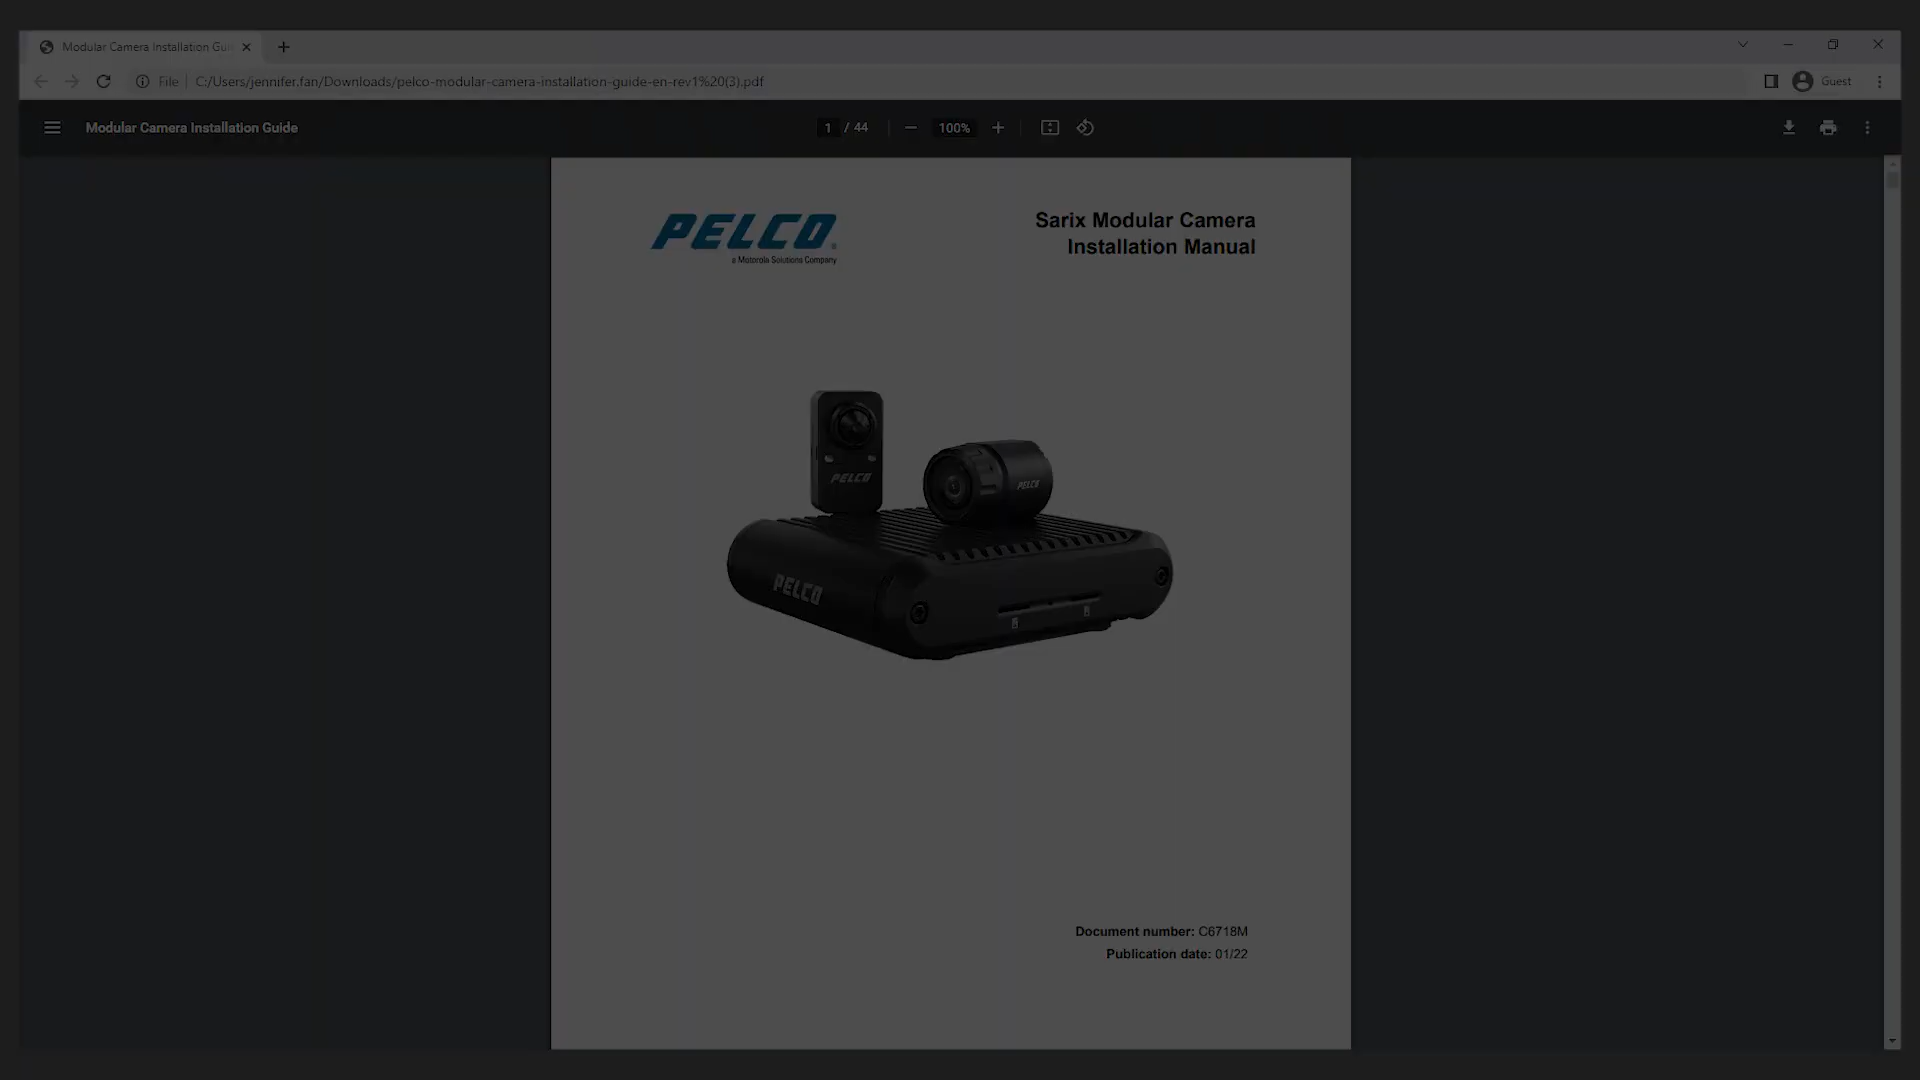 Modular Camera Installation Gui
File
C:/Users/jennifer.fan/Downloads/pelco-modular-camera-installation-guide-en-rev1%20(3).pdf
Guest
Modular Camera Installation Guide
1 / 44
100%
PELCO
a Motorola Solutions Company
Sarix Modular Camera
Installation Manual
PELCO
PELCO
PELCO
Document number: C6718M
Publication date: 01/22